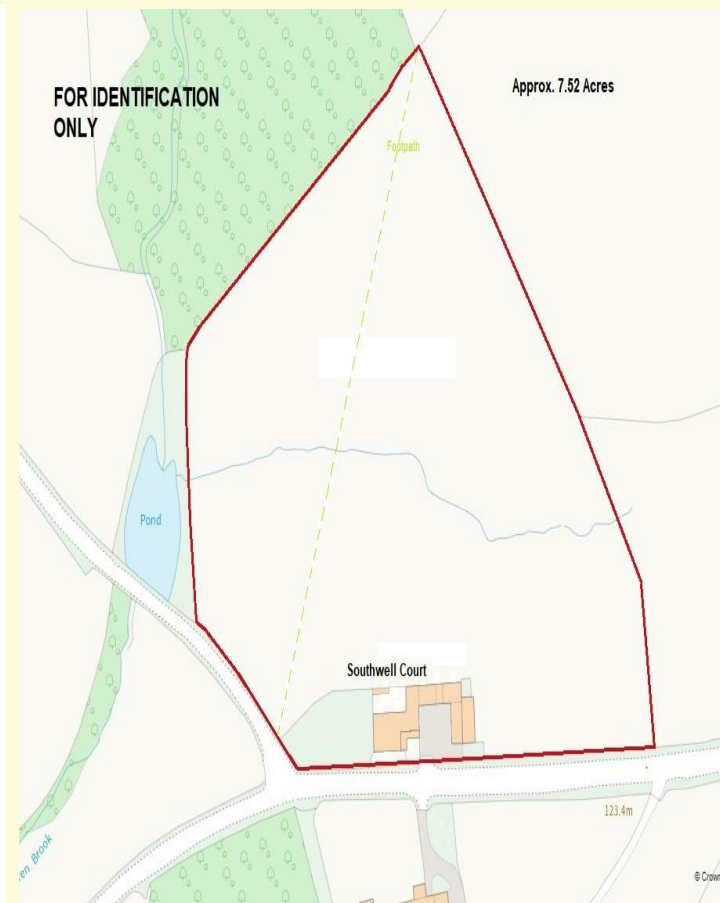 FOR IDENTIFICATION
ONLY
Approx. 7.52 Acres
Footpath
Pond
Southwell Court
123.4m
Brook
© Crown